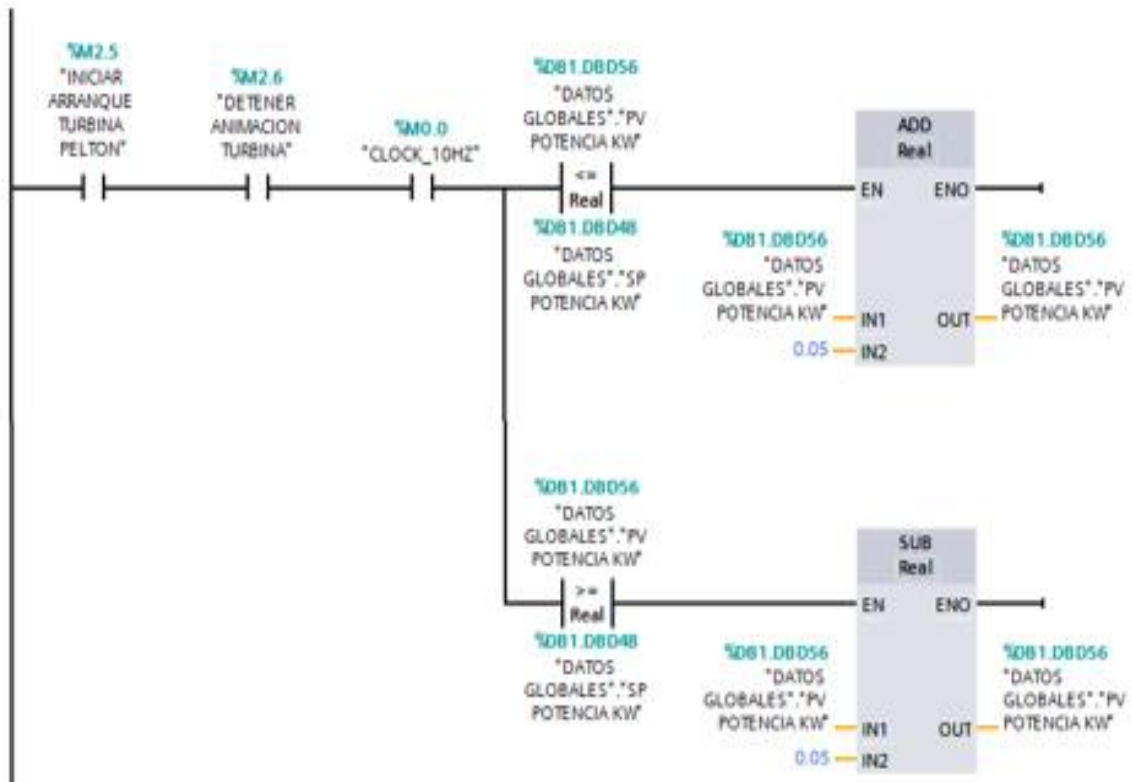 %M2.5
"INICIAR
ARRANQUE
TURBINA
PELTON"
%M2.6
"DETENER
ANIMACION
TURBINA"
%M0.0
"CLOCK_10HZ"
%DB1.DBD56
"DATOS
GLOBALES"."PV
POTENCIA KW"
<=
Real
%DB1.DBD48
"DATOS
GLOBALES"."SP
POTENCIA KW"
ADD
Real
EN
ENO
%DB1.DBD56
"DATOS
GLOBALES"."PV
POTENCIA KW"
IN1
0.05
IN2
OUT
%DB1.DBD56
"DATOS
GLOBALES"."PV
POTENCIA KW"
%DB1.DBD56
"DATOS
GLOBALES"."PV
POTENCIA KW"
>=
Real
%DB1.DBD48
"DATOS
GLOBALES"."SP
POTENCIA KW"
SUB
Real
EN
ENO
%DB1.DBD56
"DATOS
GLOBALES"."PV
POTENCIA KW"
IN1
0.05
IN2
OUT
%DB1.DBD56
"DATOS
GLOBALES"."PV
POTENCIA KW"